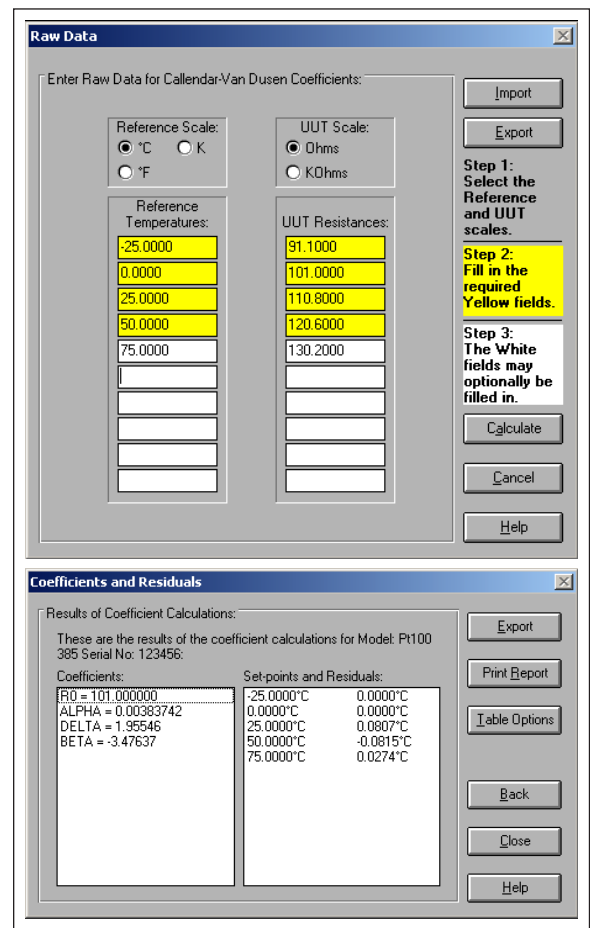 Raw Data
Enter Raw Data for Callendar-Van Dusen Coefficients:
Reference Scale:
°C
K
°F
UUT Scale:
Ohms
KOhms
Reference
Temperatures:
-25.0000
0.0000
25.0000
50.0000
75.0000
UUT Resistances:
91.1000
101.0000
110.8000
120.6000
130.2000
Import
Export
Step 1:
Select the
Reference
and UUT
scales.
Step 2:
Fill in the
required
Yellow fields.
Step 3:
The White
fields may
optionally be
filled in.
Calculate
Cancel
Help
Coefficients and Residuals
Results of Coefficient Calculations:
These are the results of the coefficient calculations for Model: Pt100
385 Serial No: 123456:
Coefficients:
R0 = 101.000000
ALPHA = 0.00383742
DELTA = 1.95546
BETA = -3.47637
Set-points and Residuals:
-25.0000°C 0.0000°C
0.0000°C 0.0000°C
25.0000°C 0.0807°C
50.0000°C -0.0815°C
75.0000°C 0.0274°C
Export
Print Report
Table Options
Back
Close
Help